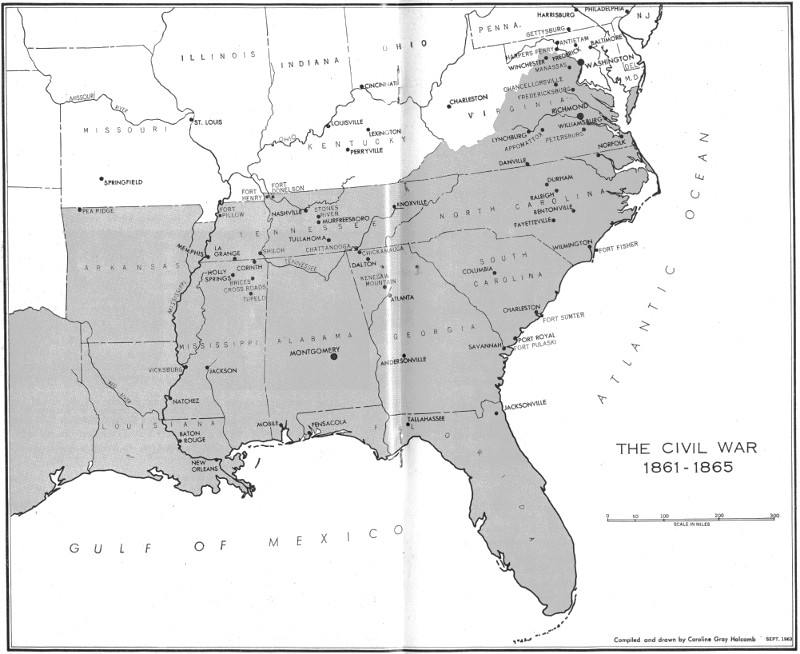 PENNA.
HARRISBURG
PHILADELPHIA
N J
GETTYSBURG
ILLINOIS
INDIANA
OHIO
ANTIETAM
BALTIMORE
HARPERS FERRY
FREDERICK
WINCHESTER
WASHINGTON
MANASSAS
DEL
M D
CINCINNATI
CHANCELLORSVILLE
FREDERICKSBURG
MISSOURI RIVER
CHARLESTON
VIRGINIA
RICHMOND
ST. LOUIS
MISSOURI
OHIO
LOUISVILLE
LEXINGTON
KENTUCKY
PERRYVILLE
WILLIAMSBURG
LYNCHBURG
APPOMATTOX
PETERSBURG
NORFOLK
DANVILLE
SPRINGFIELD
FORT
HENRY
FORT
DONELSON
DURHAM
RALEIGH
NORTH CAROLINA
BENTONVILLE
FAYETTEVILLE
PEA RIDGE
FORT
PILLOW
NASHVILLE
STONES
RIVER
MURFREESBORO
KNOXVILLE
TENNESSEE
TULLAHOMA
CHATTANOOGA
CHICKAMAUGA
DALTON
WILMINGTON
FORT FISHER
MEMPHIS
LA
GRANGE
SHILOH
ARKANSAS
HOLLY
SPRINGS
CORINTH
TENNESSEE
BRICES
CROSS ROADS
TUPELO
KENESAW
MOUNTAIN
ATLANTA
SOUTH
CAROLINA
COLUMBIA
MISSISSIPPI
CHARLESTON
FORT SUMTER
MISSISSIPPI
ALABAMA
GEORGIA
MONTGOMERY
ANDERSONVILLE
SAVANNAH
PORT ROYAL
FORT PULASKI
ATLANTIC OCEAN
VICKSBURG
JACKSON
RED RIVER
NATCHEZ
LOUISIANA
BATON
ROUGE
MOBILE
PENSACOLA
TALLAHASSEE
JACKSONVILLE
FLORIDA
NEW
ORLEANS
THE CIVIL WAR
1861-1865
0 50 100 200 300
SCALE IN MILES
GULF OF MEXICO
Compiled and drawn by Caroline Gray Holcomb SEPT. 1963